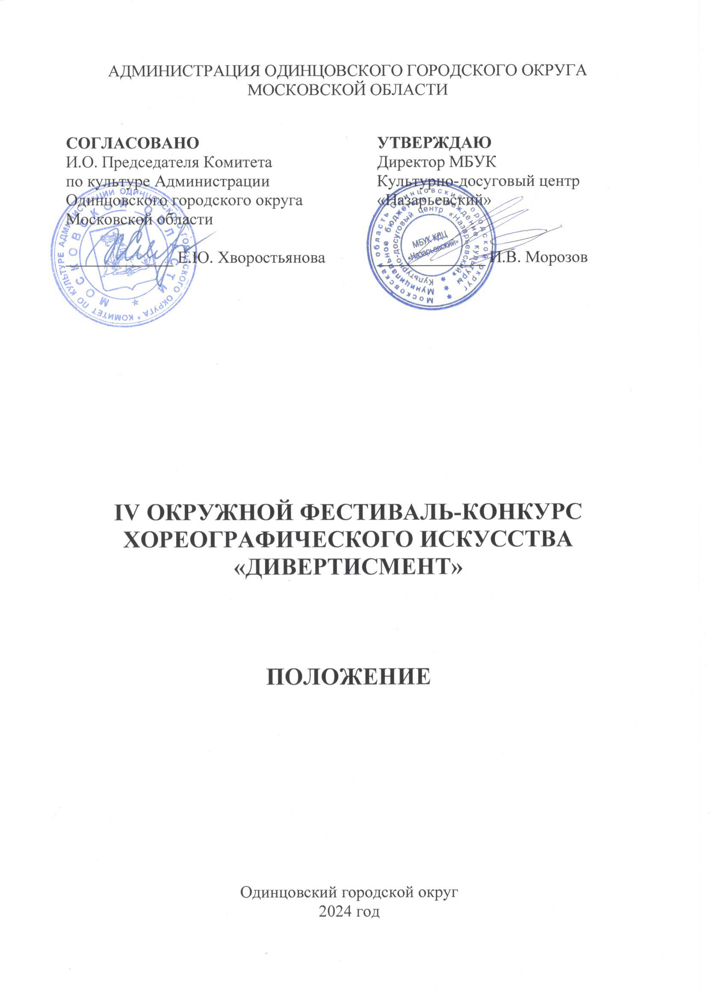 АДМИНИСТРАЦИЯ ОДИНЦОВСКОГО ГОРОДСКОГО ОКРУГА
МОСКОВСКОЙ ОБЛАСТИ
СОГЛАСОВАНО
И.О. Председателя Комитета
по культуре Администрации
Одинцовского городского округа
Московской области
Е.Ю. Хворостьянова
КОМИТЕТ ПО КУЛЬТУРЕ АДМИНИСТРАЦИИ ОДИНЦОВСКОГО ГОРОДСКОГО ОКРУГА *
МОСКОВСКОЙ ОБЛАСТИ *
УТВЕРЖДАЮ
Директор МБУК
Культурно-досуговый центр
«Назарьевский»
И.В. Морозов
Московская область Одинцовский городской округ *
Муниципальное бюджетное учреждение культуры *
Культурно-досуговый центр «Назарьевский» *
МБУК КДЦ
«Назарьевский»
IV ОКРУЖНОЙ ФЕСТИВАЛЬ-КОНКУРС
ХОРЕОГРАФИЧЕСКОГО ИСКУССТВА
«ДИВЕРТИСМЕНТ»
ПОЛОЖЕНИЕ
Одинцовский городской округ
2024 год